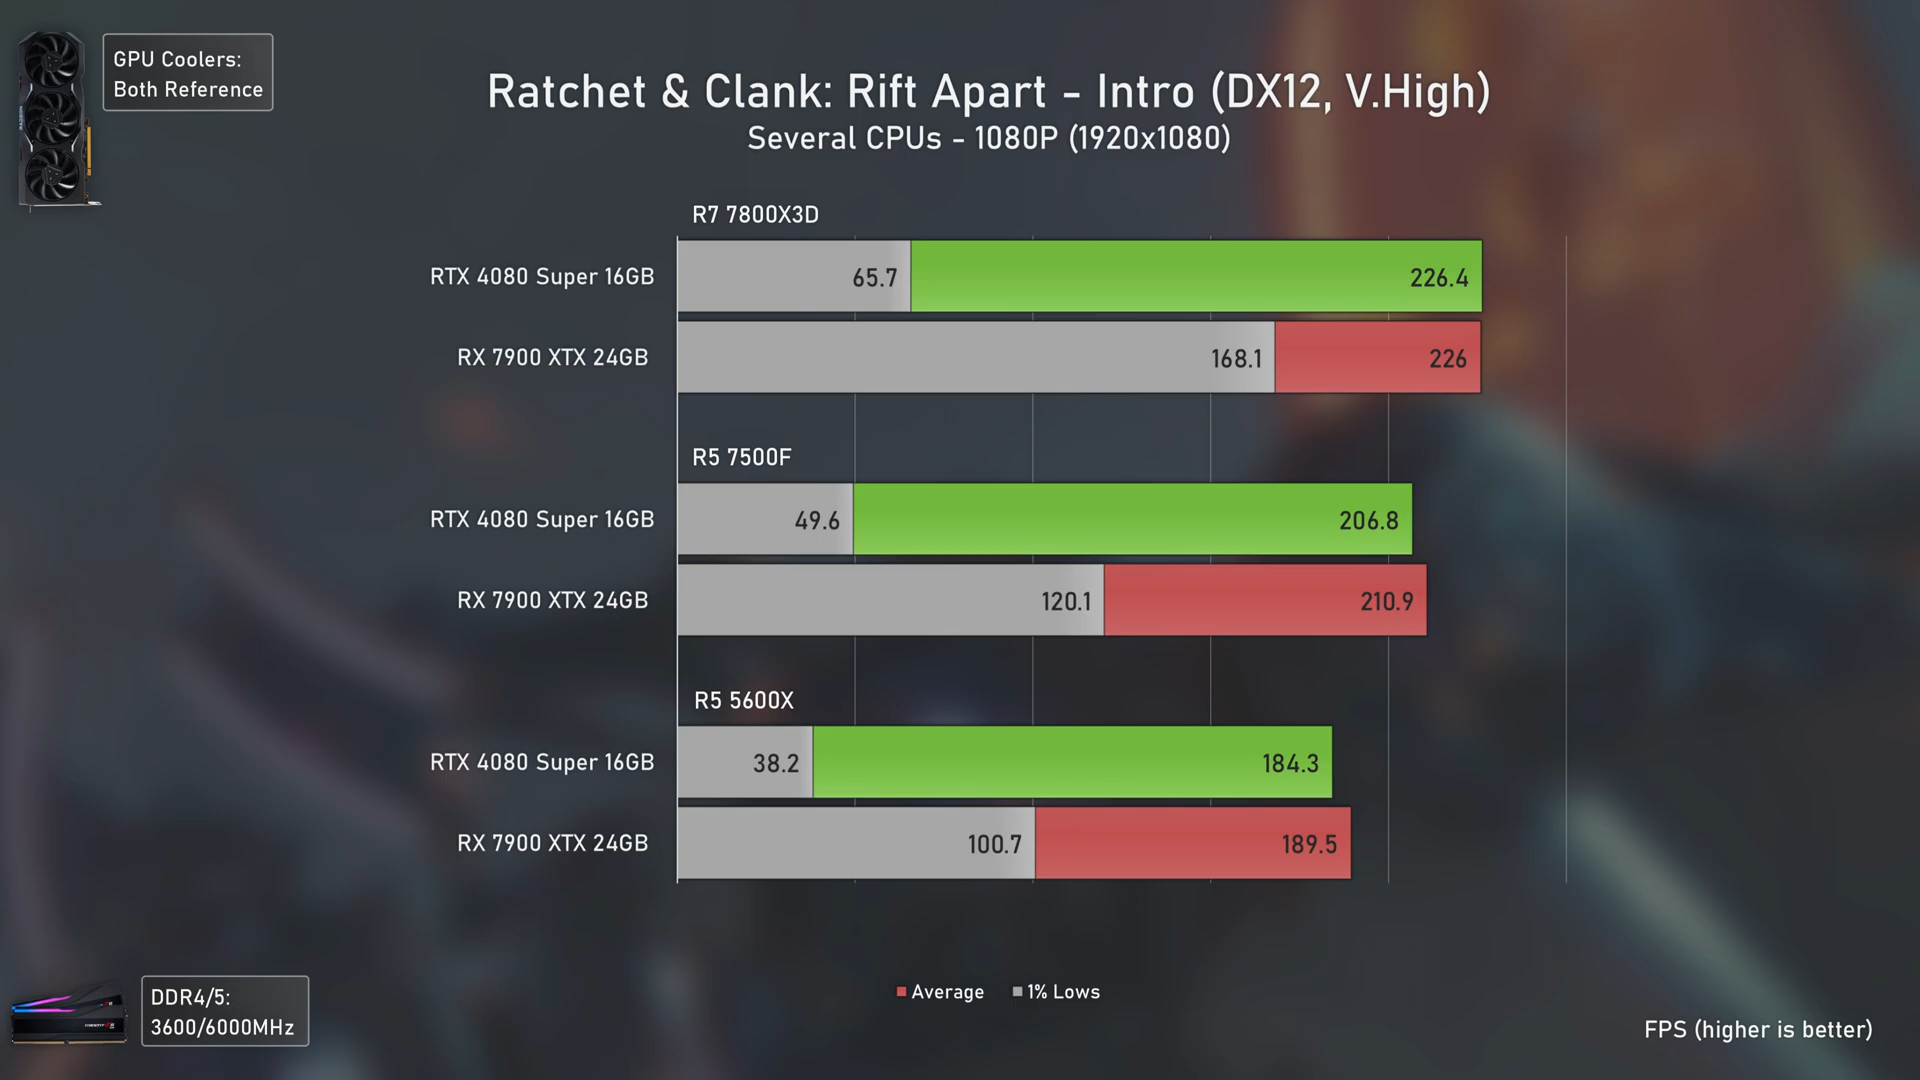 GPU Coolers:
Both Reference
Ratchet & Clank: Rift Apart - Intro (DX12, V.High)
Several CPUs - 1080P (1920x1080)
R7 7800X3D
RTX 4080 Super 16GB 65.7 226.4
RX 7900 XTX 24GB 168.1 226
R5 7500F
RTX 4080 Super 16GB 49.6 206.8
RX 7900 XTX 24GB 120.1 210.9
R5 5600X
RTX 4080 Super 16GB 38.2 184.3
RX 7900 XTX 24GB 100.7 189.5
DDR4/5:
3600/6000MHz
Average 1% Lows
FPS (higher is better)